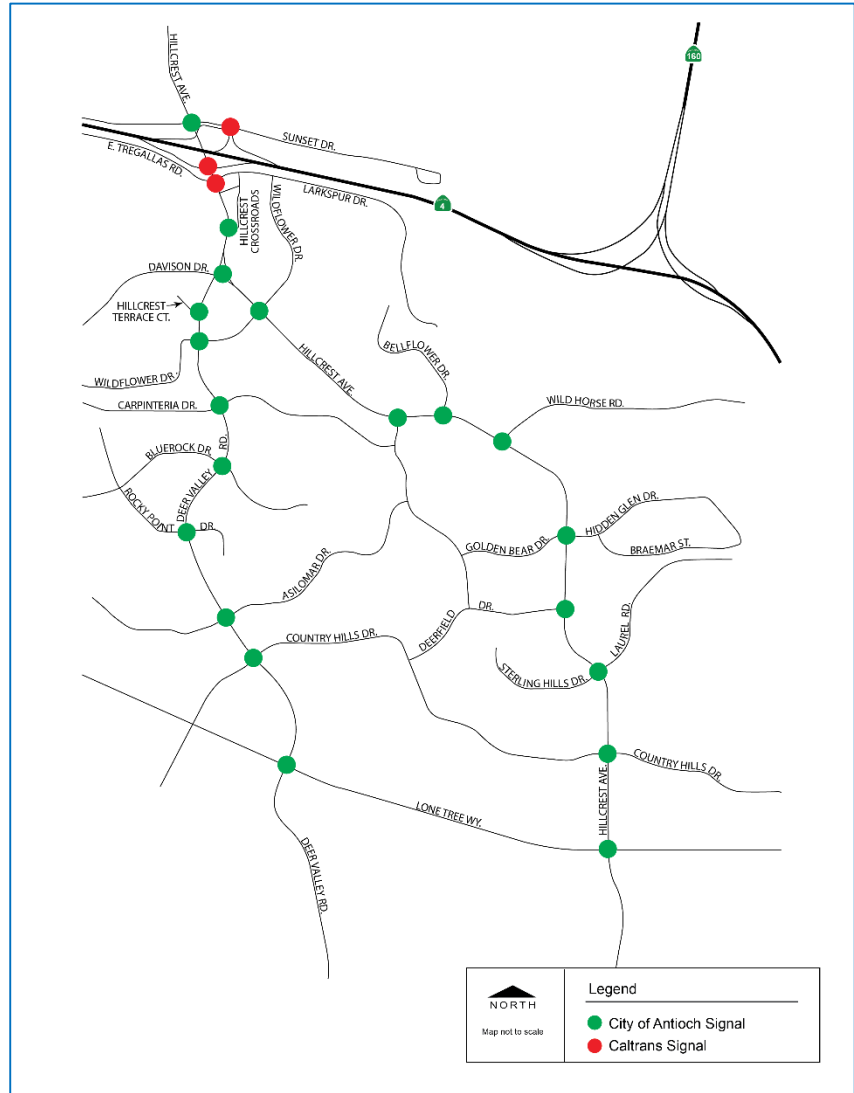 HILLCREST AVE.
160
SUNSET DR.
E. TREGALLAS RD.
LARKSPUR DR.
4
HILLCREST
CROSSROADS
WILDFLOWER DR.
DAVISON DR.
HILLCREST
TERRACE CT.
HILLCREST AVE.
BELLFLOWER DR.
WILDFLOWER DR.
CARPINTERIA DR.
WILD HORSE RD.
BLUEROCK DR.
DEER VALLEY RD.
ROCKY POINT DR.
GOLDEN BEAR DR.
HIDDEN GLEN DR.
BRAEMAR ST.
ASILOMAR DR.
DEERFIELD DR.
LAUREL RD.
COUNTRY HILLS DR.
STERLING HILLS DR.
COUNTRY HILLS DR.
HILLCREST AVE.
LONE TREE WY.
DEER VALLEY RD.
NORTH
Map not to scale
Legend
City of Antioch Signal
Caltrans Signal